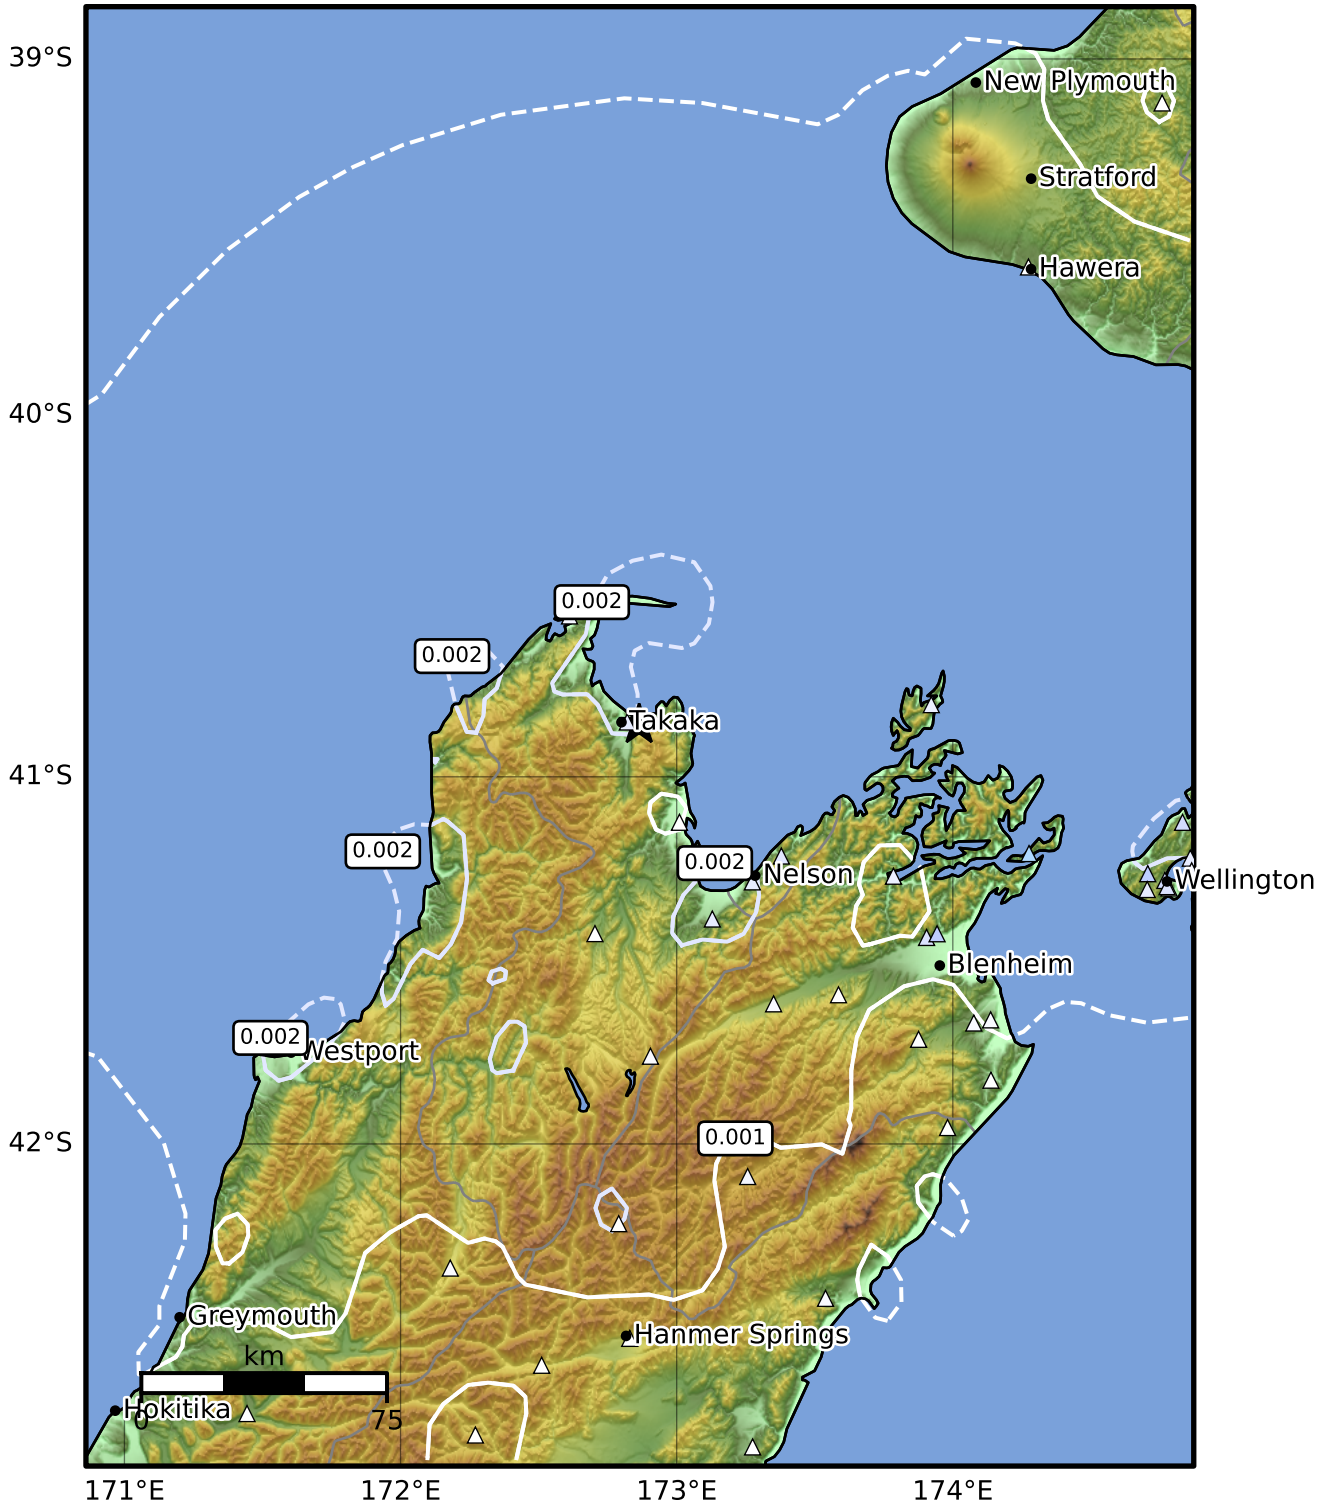 39°S
New Plymouth
Stratford
Hawera
40°S
0.002
0.002
Takaka
41°S
0.002
0.002
Nelson
Wellington
Blenheim
0.002
Westport
42°S
0.001
Greymouth
Hanmer Springs
km
Hokitika
0
75
171°E
172°E
173°E
174°E